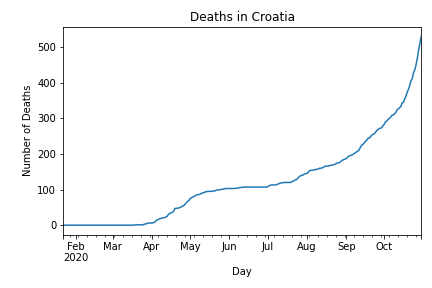 Deaths in Croatia
Number of Deaths
500
400
300
200
100
0
Feb Mar Apr May Jun Jul Aug Sep Oct
2020
Day